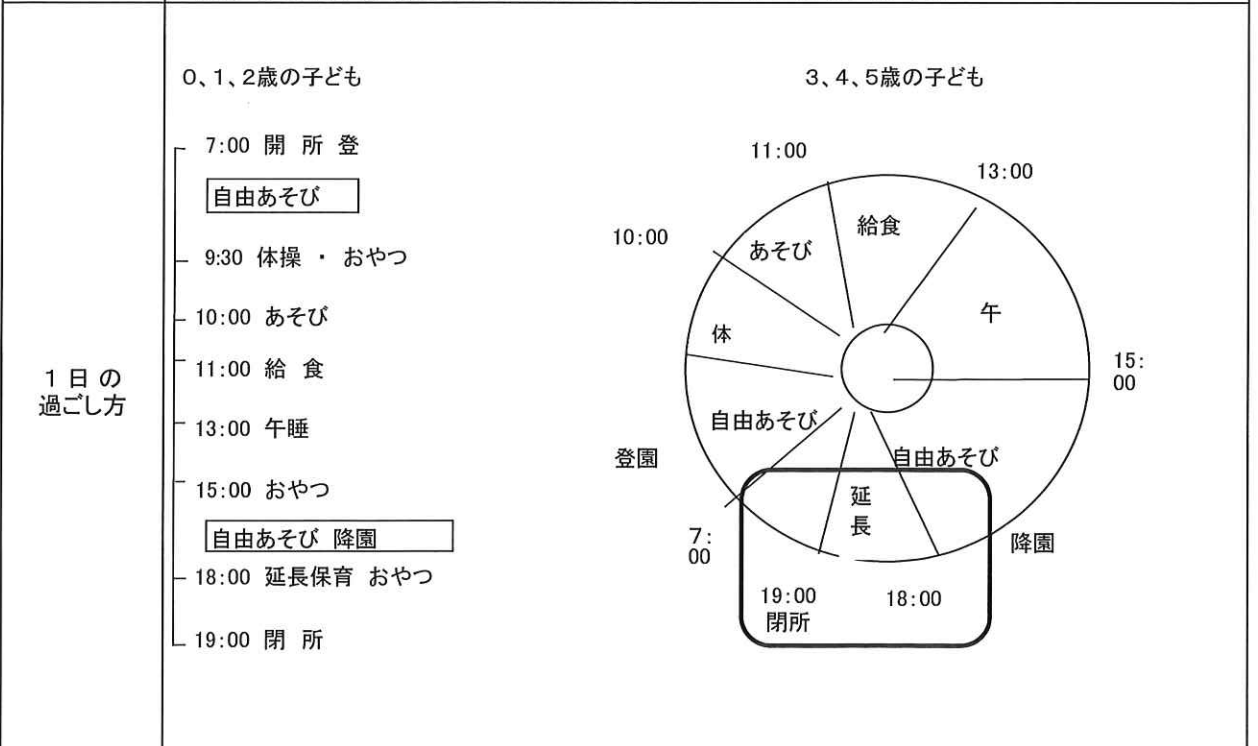 1日の
過ごし方
0、1、2歳の子ども
7:00 開 所 登
自由あそび
9:30 体操 ・ おやつ
10:00 あそび
11:00 給 食
13:00 午睡
15:00 おやつ
自由あそび 降園
18:00 延長保育 おやつ
19:00 閉 所
3、4、5歳の子ども
11:00
13:00
10:00
給食
あそび
午
体
15:
00
自由あそび
登園
自由あそび
延
長
7:
00
降園
19:00
閉所
18:00